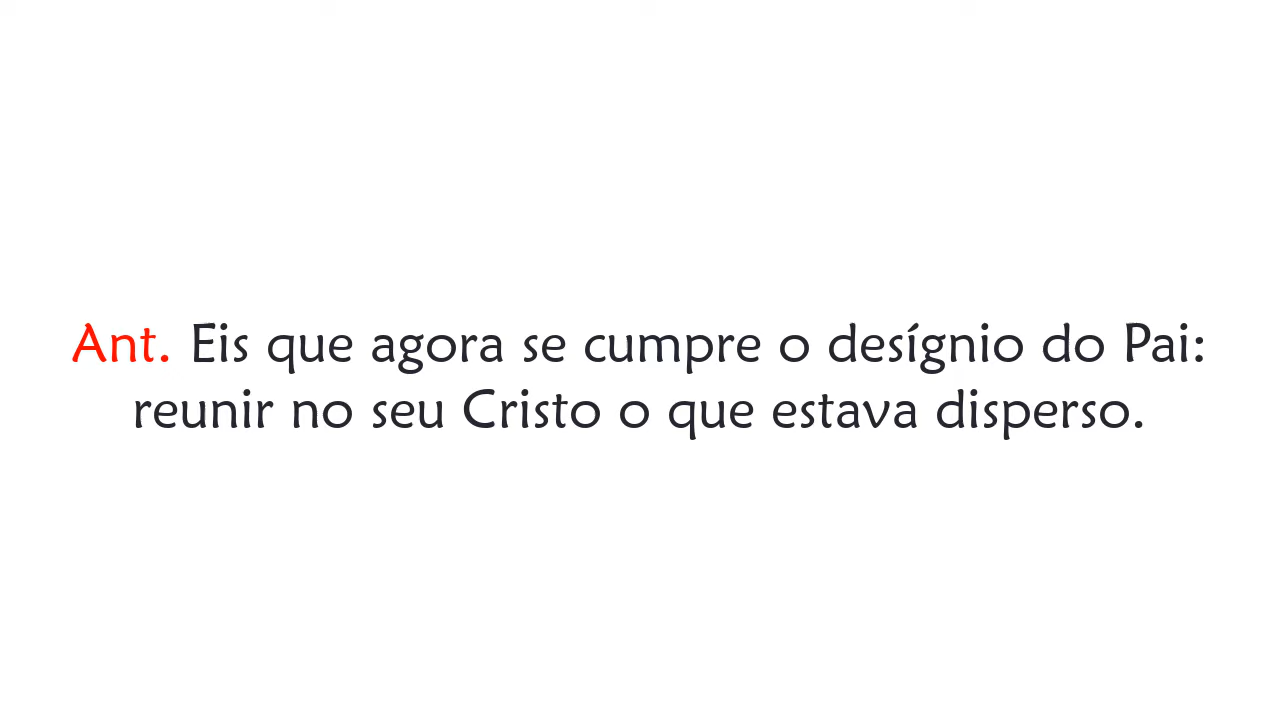 Ant. Eis que agora se cumpre o desígnio do Pai:
reunir no seu Cristo o que estava disperso.